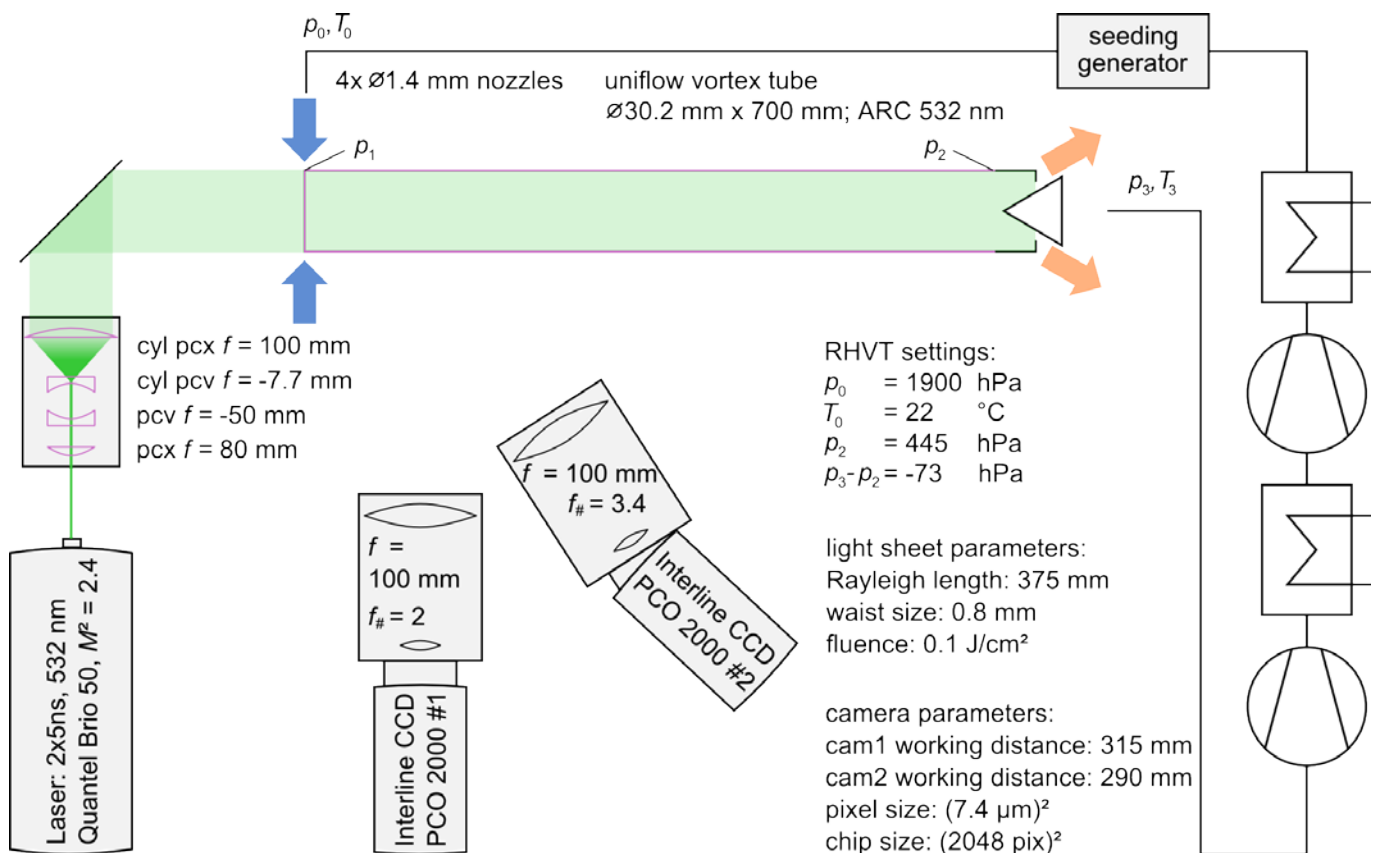 p₀, T₀
seeding
generator
4x ⌀1.4 mm nozzles
uniflow vortex tube
⌀30.2 mm x 700 mm; ARC 532 nm
p₁
p₂
p₃, T₃
cyl pcx f = 100 mm
cyl pcv f = -7.7 mm
pcv f = -50 mm
pcx f = 80 mm
Laser: 2x5ns, 532 nm
Quantel Brio 50, M² = 2.4
f =
100 mm
f# = 2
Interline CCD
PCO 2000 #1
f = 100 mm
f# = 3.4
Interline CCD
PCO 2000 #2
RHVT settings:
p₀ = 1900 hPa
T₀ = 22 °C
p₂ = 445 hPa
p₃-p₂ = -73 hPa
light sheet parameters:
Rayleigh length: 375 mm
waist size: 0.8 mm
fluence: 0.1 J/cm²
camera parameters:
cam1 working distance: 315 mm
cam2 working distance: 290 mm
pixel size: (7.4 µm)²
chip size: (2048 pix)²